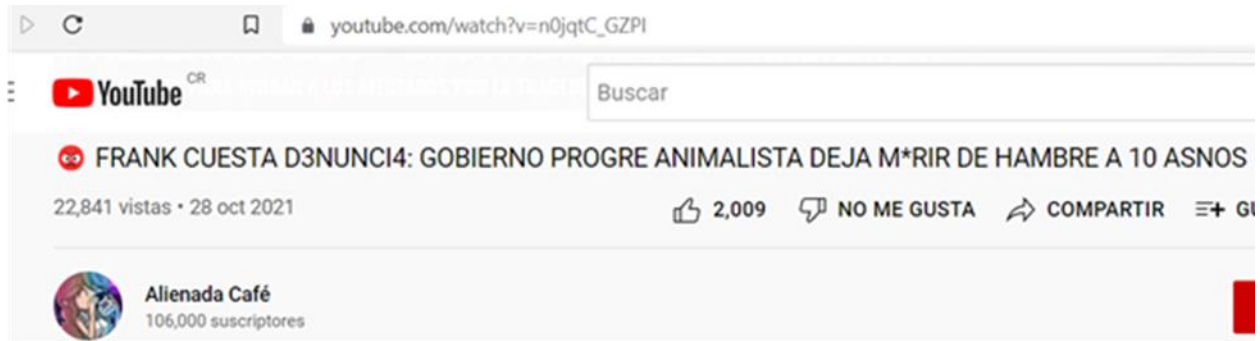 youtube.com/watch?v=n0jqtC_GZPI
YouTube CR
Buscar
FRANK CUESTA D3NUNCI4: GOBIERNO PROGRE ANIMALISTA DEJA M*RIR DE HAMBRE A 10 ASNOS
22,841 vistas • 28 oct 2021 2,009 NO ME GUSTA COMPARTIR GU
Alienada Café
106,000 suscriptores